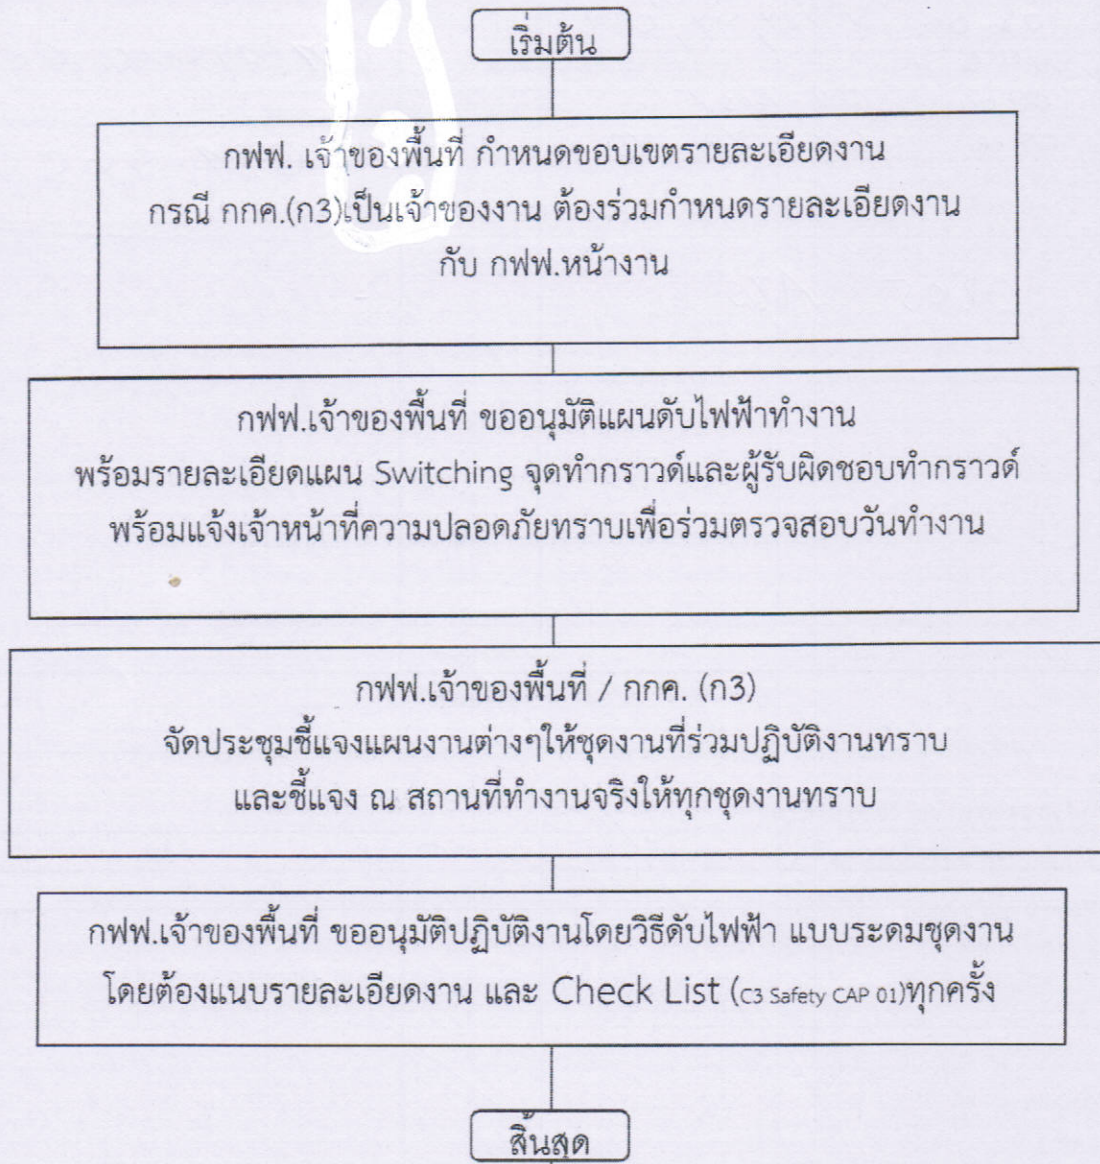 เริ่มต้น
กฟฟ. เจ้าของพื้นที่ กำหนดขอบเขตรายละเอียดงาน
กรณี กกค.(ก3)เป็นเจ้าของงาน ต้องร่วมกำหนดรายละเอียดงาน
กับ กฟฟ.หน้างาน
กฟฟ.เจ้าของพื้นที่ ขออนุมัติแผนดับไฟฟ้าทำงาน
พร้อมรายละเอียดแผน Switching จุดทำกราวด์และผู้รับผิดชอบทำกราวด์
พร้อมแจ้งเจ้าหน้าที่ความปลอดภัยทราบเพื่อร่วมตรวจสอบวันทำงาน
กฟฟ.เจ้าของพื้นที่ / กกค. (ก3)
จัดประชุมชี้แจงแผนงานต่างๆให้ชุดงานที่ร่วมปฏิบัติงานทราบ
และชี้แจง ณ สถานที่ทำงานจริงให้ทุกชุดงานทราบ
กฟฟ.เจ้าของพื้นที่ ขออนุมัติปฏิบัติงานโดยวิธีดับไฟฟ้า แบบระดมชุดงาน
โดยต้องแนบรายละเอียดงาน และ Check List (C3 Safety CAP 01)ทุกครั้ง
สิ้นสุด